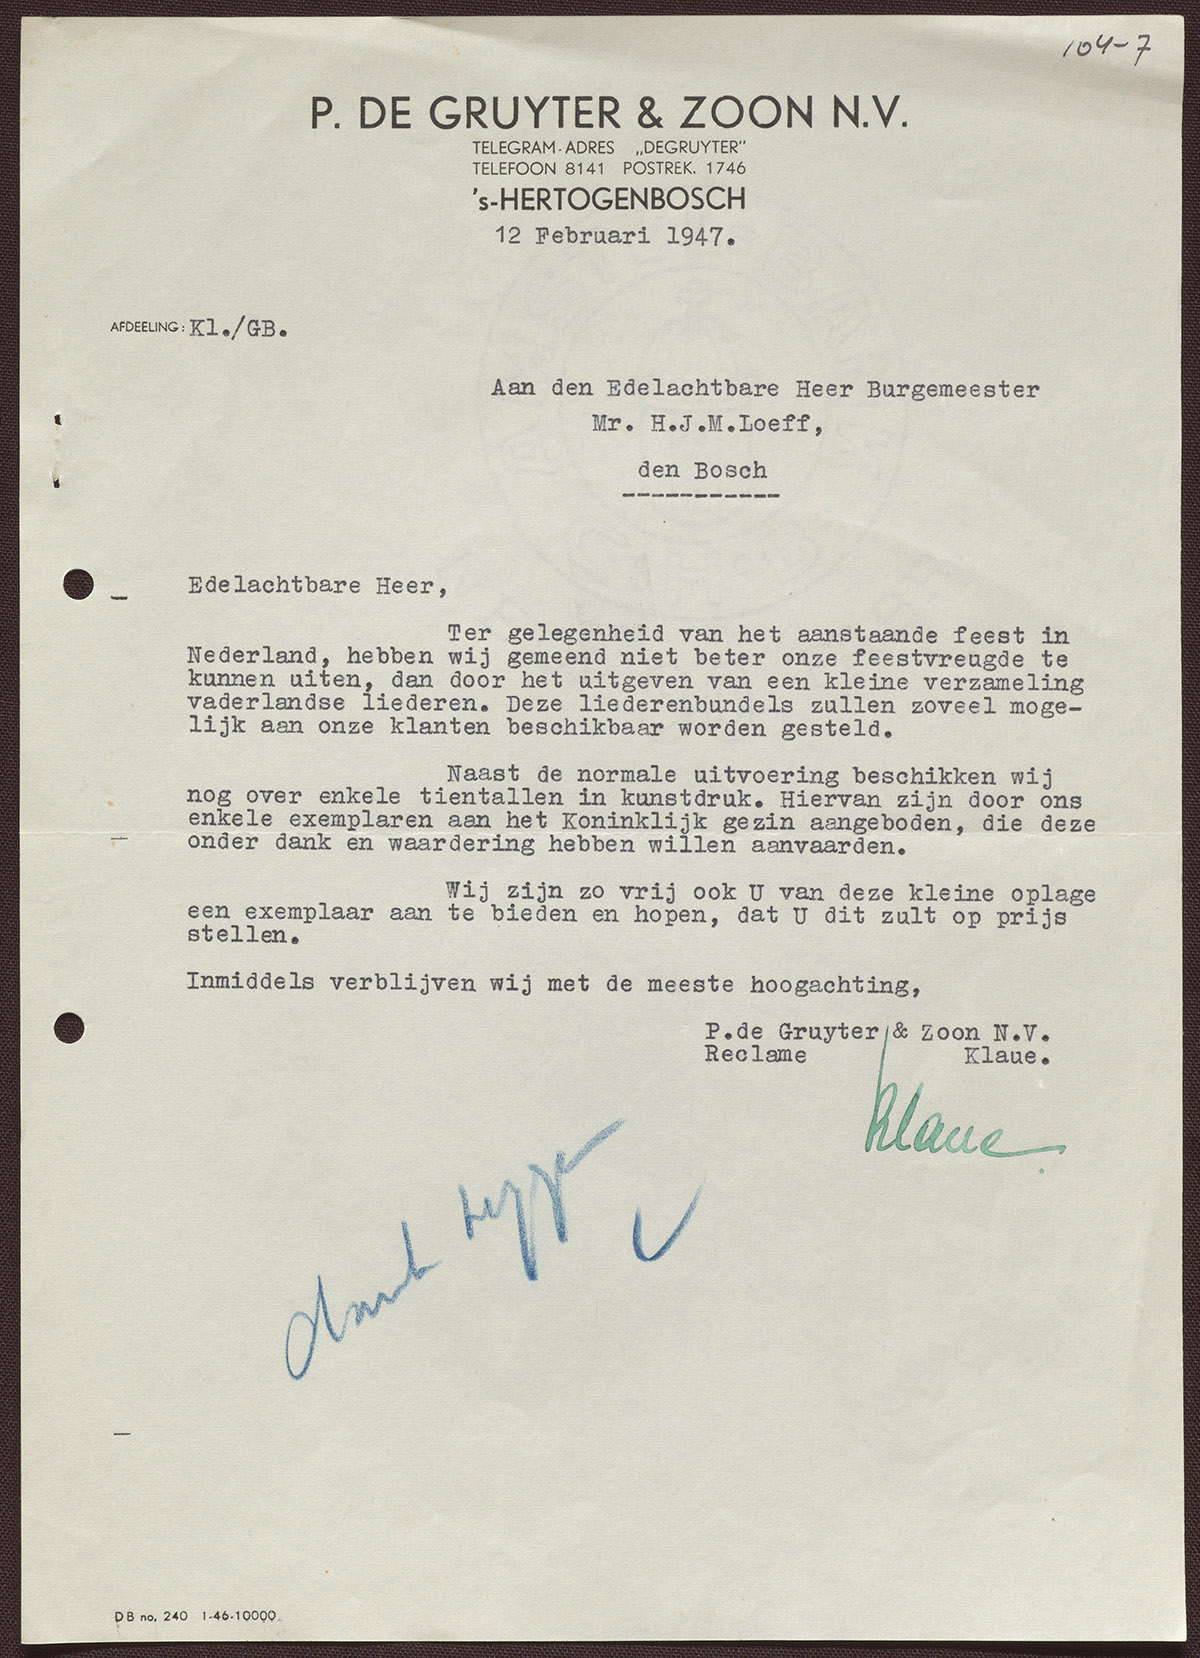 104-7
P. DE GRUYTER & ZOON N.V.
TELEGRAM-ADRES „DEGRUYTER”
TELEFOON 8141 POSTREK. 1746
's-HERTOGENBOSCH
12 Februari 1947.
AFDEELING: Kl./GB.
Aan den Edelachtbare Heer Burgemeester
Mr. H.J.M.Loeff,
den Bosch
Edelachtbare Heer,
Ter gelegenheid van het aanstaande feest in
Nederland, hebben wij gemeend niet beter onze feestvreugde te
kunnen uiten, dan door het uitgeven van een kleine verzameling
vaderlandse liederen. Deze liederenbundels zullen zoveel moge-
lijk aan onze klanten beschikbaar worden gesteld.
Naast de normale uitvoering beschikken wij
nog over enkele tientallen in kunstdruk. Hiervan zijn door ons
enkele exemplaren aan het Koninklijk gezin aangeboden, die deze
onder dank en waardering hebben willen aanvaarden.
Wij zijn zo vrij ook U van deze kleine oplage
een exemplaar aan te bieden en hopen, dat U dit zult op prijs
stellen.
Inmiddels verblijven wij met de meeste hoogachting,
P.de Gruyter & Zoon N.V.
Reclame Klaue.
Klaue
dank zeggen
DB no. 240 1-46-10000